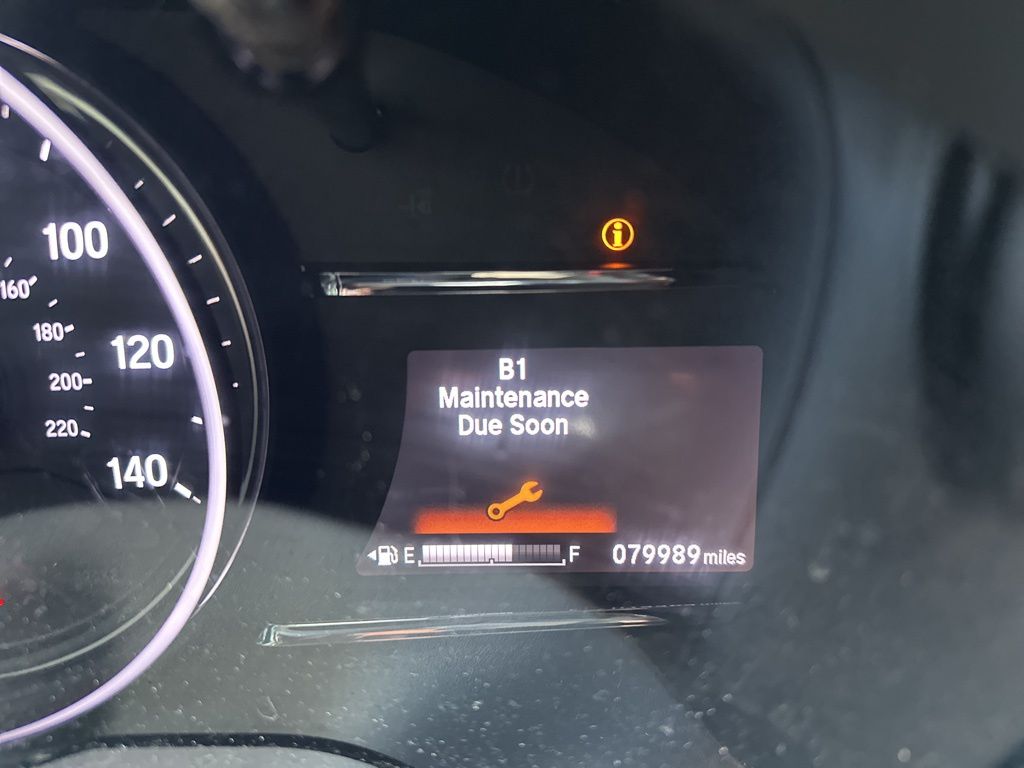 100
160
180
120
200
220
140
i
B1
Maintenance
Due Soon
E F 079989 miles